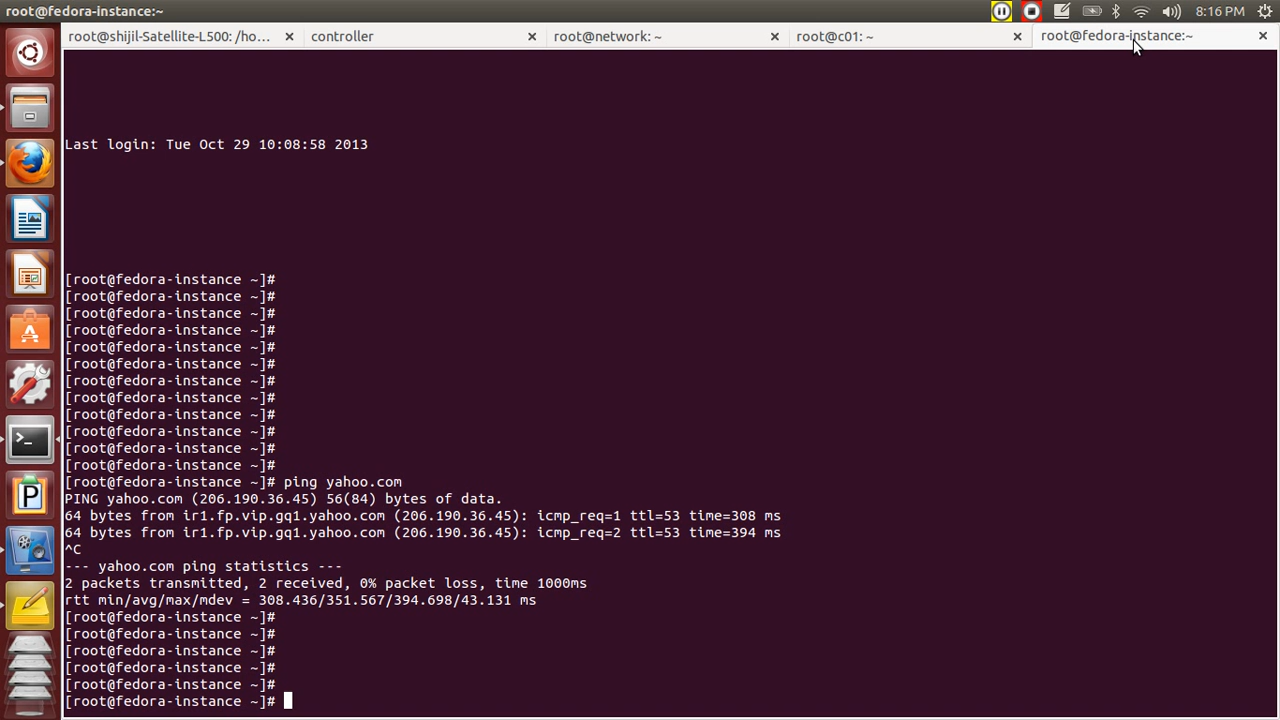 root@fedora-instance:~
8:16 PM
root@shijil-Satellite-L500: /ho...
controller
root@network: ~
root@c01: ~
root@fedora-instance:~
Last login: Tue Oct 29 10:08:58 2013
[root@fedora-instance ~]#
[root@fedora-instance ~]#
[root@fedora-instance ~]#
[root@fedora-instance ~]#
[root@fedora-instance ~]#
[root@fedora-instance ~]#
[root@fedora-instance ~]#
[root@fedora-instance ~]#
[root@fedora-instance ~]#
[root@fedora-instance ~]#
[root@fedora-instance ~]#
[root@fedora-instance ~]#
[root@fedora-instance ~]# ping yahoo.com
PING yahoo.com (206.190.36.45) 56(84) bytes of data.
64 bytes from ir1.fp.vip.gq1.yahoo.com (206.190.36.45): icmp_req=1 ttl=53 time=308 ms
64 bytes from ir1.fp.vip.gq1.yahoo.com (206.190.36.45): icmp_req=2 ttl=53 time=394 ms
^C
--- yahoo.com ping statistics ---
2 packets transmitted, 2 received, 0% packet loss, time 1000ms
rtt min/avg/max/mdev = 308.436/351.567/394.698/43.131 ms
[root@fedora-instance ~]#
[root@fedora-instance ~]#
[root@fedora-instance ~]#
[root@fedora-instance ~]#
[root@fedora-instance ~]#
[root@fedora-instance ~]#